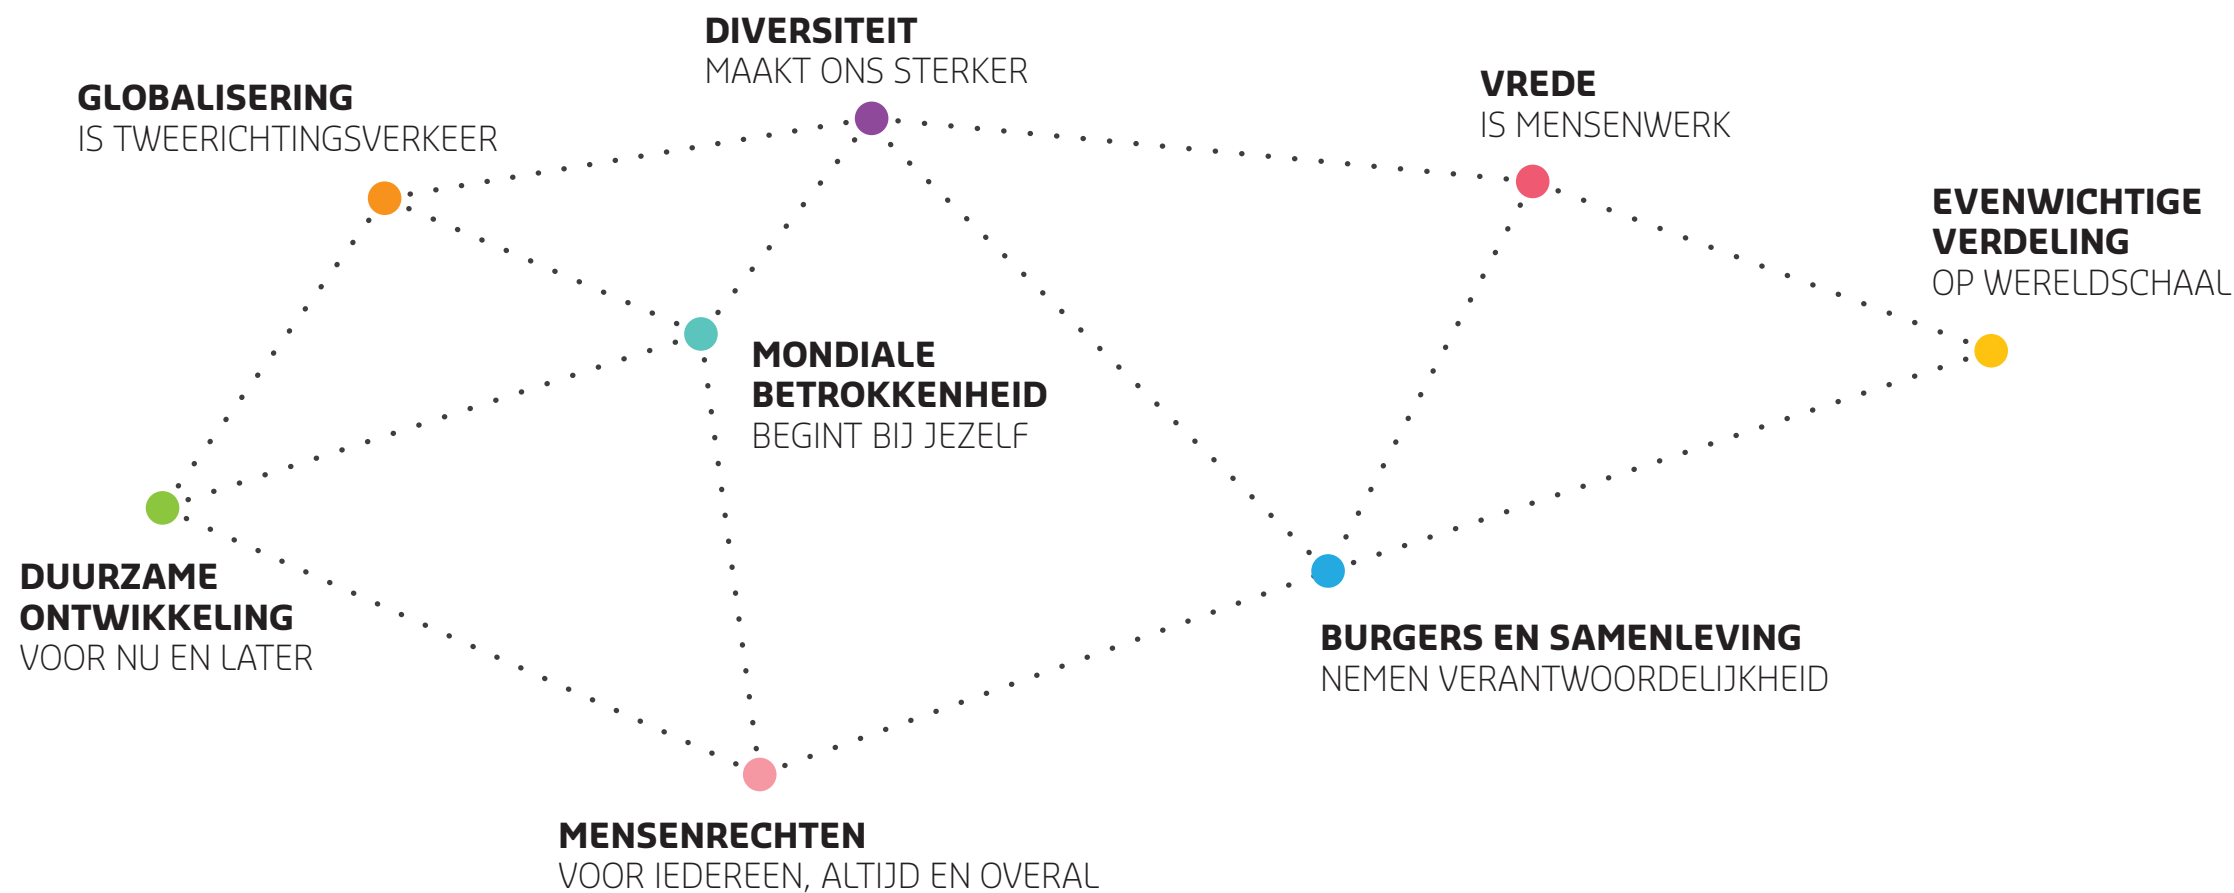 DIVERSITEIT
MAAKT ONS STERKER
GLOBALISERING
IS TWEERICHTINGSVERKEER
VREDE
IS MENSENWERK
EVENWICHTIGE
VERDELING
OP WERELDSCHAAL
MONDIALE
BETROKKENHEID
BEGINT BIJ JEZELF
DUURZAME
ONTWIKKELING
VOOR NU EN LATER
BURGERS EN SAMENLEVING
NEMEN VERANTWOORDELIJKHEID
MENSENRECHTEN
VOOR IEDEREEN, ALTIJD EN OVERAL